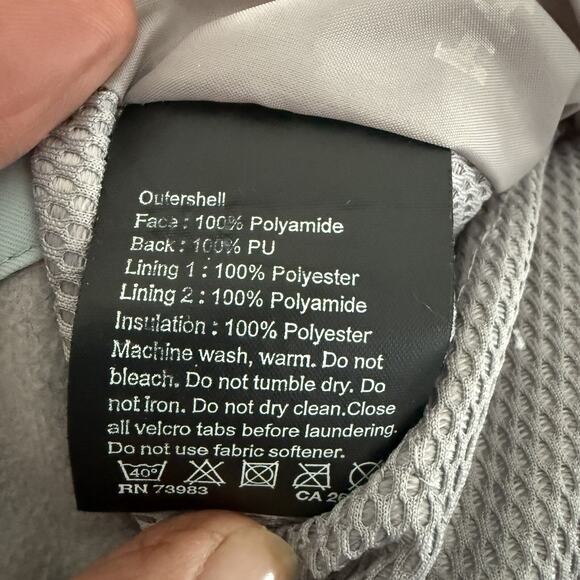 Outershell
Face : 100% Polyamide
Back : 100% PU
Lining 1 : 100% Polyester
Lining 2 : 100% Polyamide
Insulation : 100% Polyester
Machine wash, warm. Do not
bleach. Do not tumble dry. Do
not Iron. Do not dry clean.Close
all velcro tabs before laundering.
Do not use fabric softener.
40°
RN 73983 CA